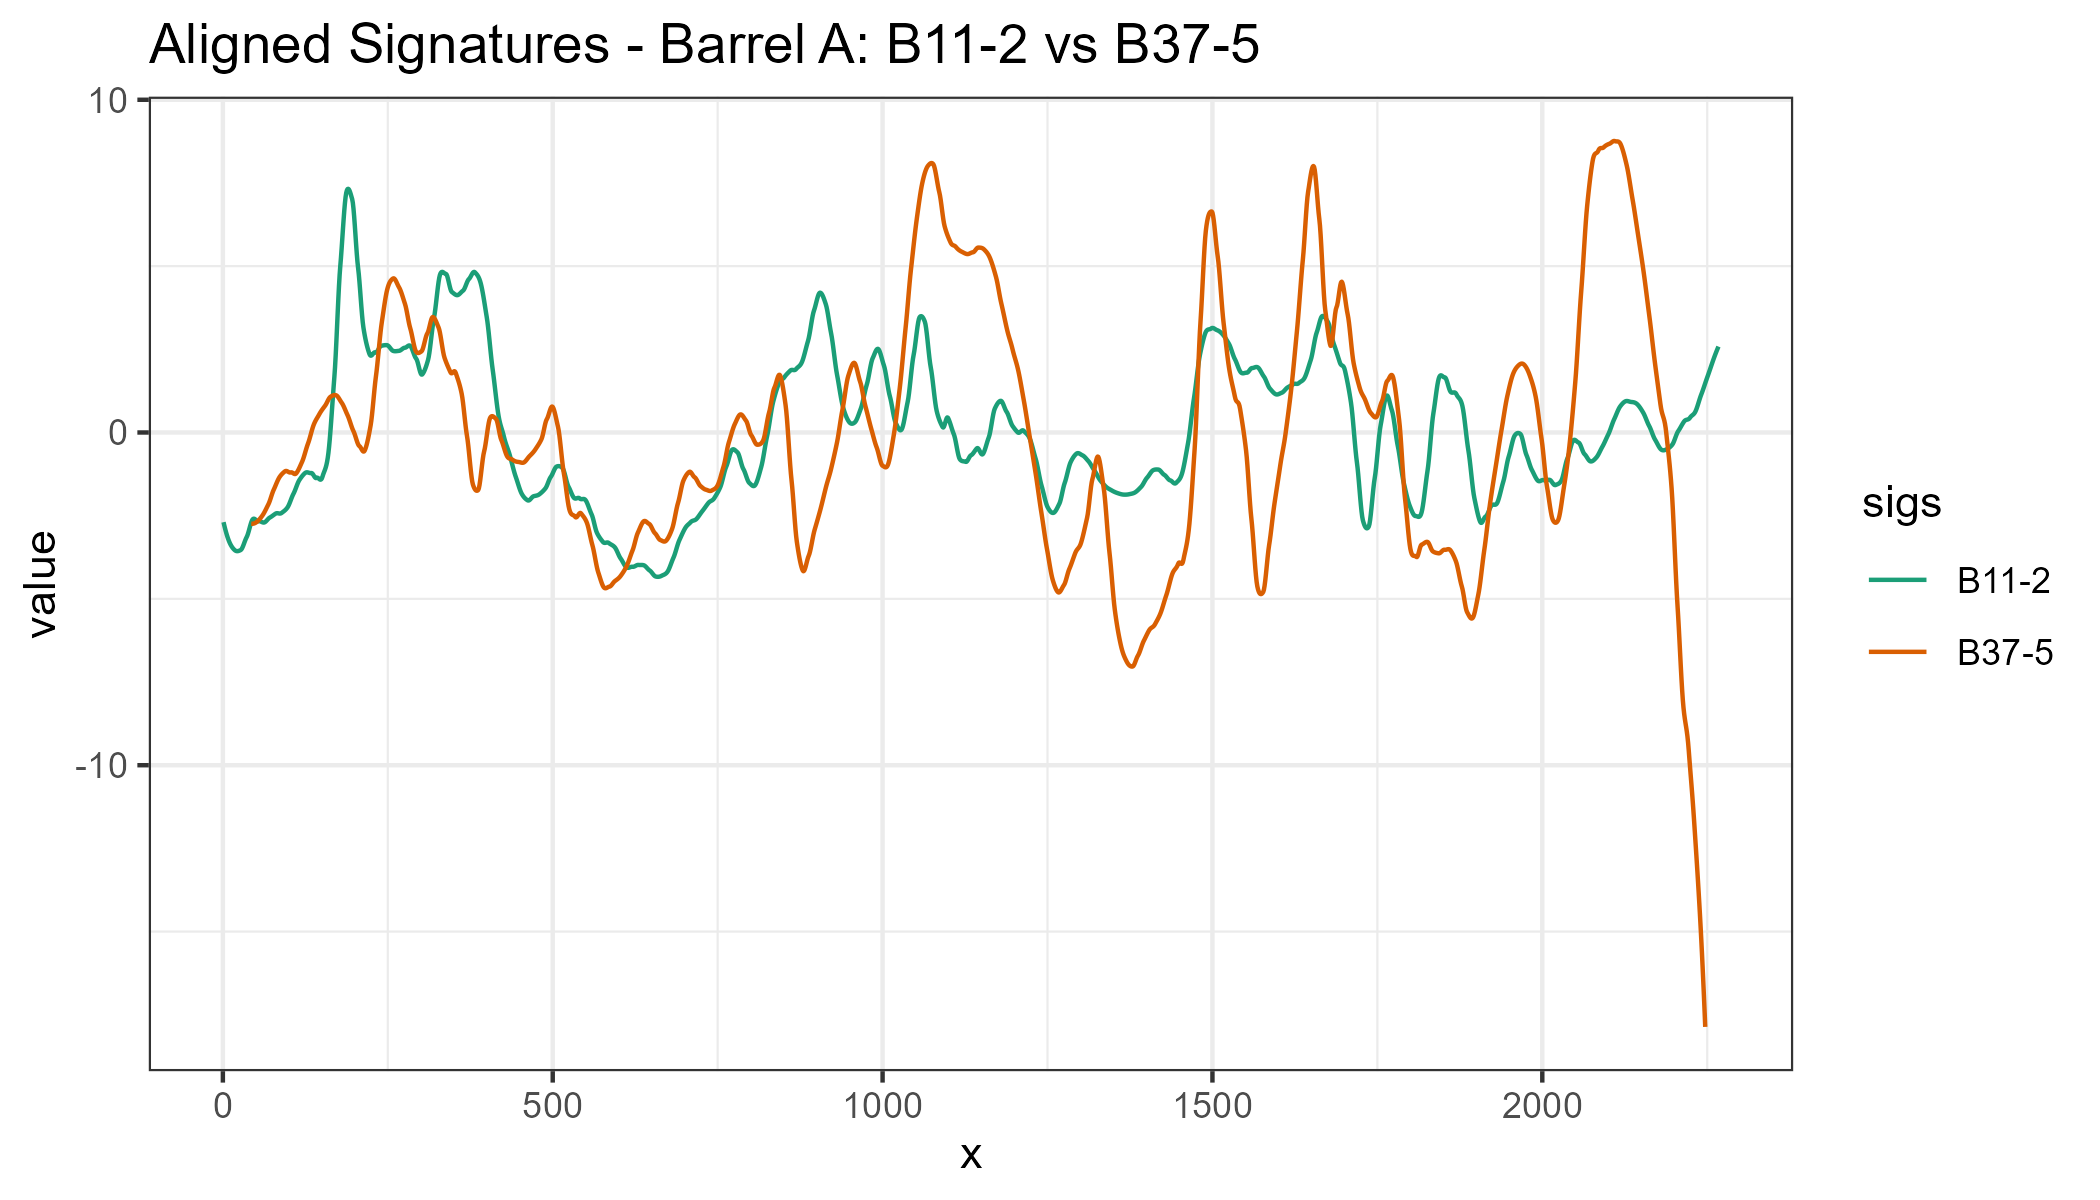 Aligned Signatures - Barrel A: B11-2 vs B37-5
10
0
-10
value
0 500 1000 1500 2000
x
sigs
B11-2
B37-5